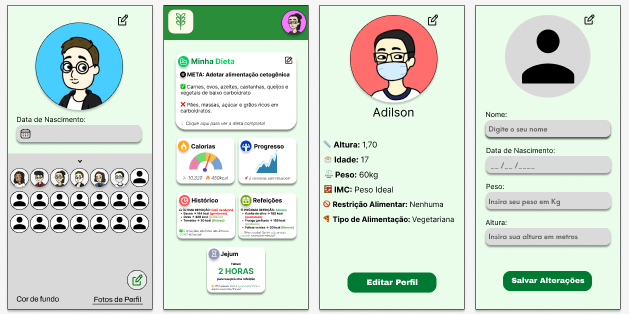 Data de Nascimento:
Cor de fundo
Fotos de Perfil
Minha Dieta
META: Adotar alimentação cetogênica
Carnes, ovos, azeites, castanhas, queijos e
vegetais de baixo carboidrato
Pães, massas, açúcar e grãos ricos em
carboidratos.
Clique aqui para ver a dieta completa!
Calorias
Progresso
Histórico
Refeições
Jejum
2 HORAS
Adilson
Altura: 1,70
Idade: 17
Peso: 60kg
IMC: Peso Ideal
Restrição Alimentar: Nenhuma
Tipo de Alimentação: Vegetariana
Editar Perfil
Nome:
Digite o seu nome
Data de Nascimento:
__ /__ /____
Peso:
Insira seu peso em Kg
Altura:
Insira sua altura em metros
Salvar Alterações